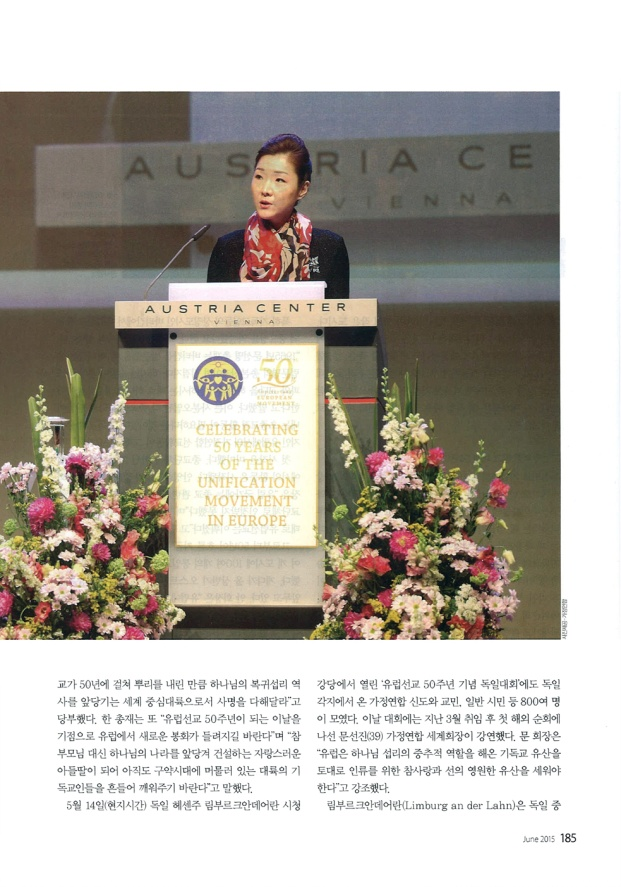 AUSTRIA CE
VIENNA
AUSTRIA CENTER
VIENNA
50
EUROPEAN
MOVEMENT
CELEBRATING
50 YEARS
OF THE
UNIFICATION
MOVEMENT
IN EUROPE
사진제공·가정연합
교가 50년에 걸쳐 뿌리를 내린 만큼 하나님의 복귀섭리 역
사를 앞당기는 세계 중심대륙으로서 사명을 다해달라”고
당부했다. 한 총재는 또 “유럽선교 50주년이 되는 이날을
기점으로 유럽에서 새로운 봉화가 들려지길 바란다”며 “참
부모님 대신 하나님의 나라를 앞당겨 건설하는 자랑스러운
아들딸이 되어 아직도 구약시대에 머물러 있는 대륙의 기
독교인들을 흔들어 깨워주기 바란다”고 말했다.
5월 14일(현지시간) 독일 헤센주 림부르크안데어란 시청
강당에서 열린 ‘유럽선교 50주년 기념 독일대회’에도 독일
각지에서 온 가정연합 신도와 교민, 일반 시민 등 800여 명
이 모였다. 이날 대회에는 지난 3월 취임 후 첫 해외 순회에
나선 문선진(39) 가정연합 세계회장이 강연했다. 문 회장은
“유럽은 하나님 섭리의 중추적 역할을 해온 기독교 유산을
토대로 인류를 위한 참사랑과 선의 영원한 유산을 세워야
한다”고 강조했다.
림부르크안데어란(Limburg an der Lahn)은 독일 중
June 2015 185